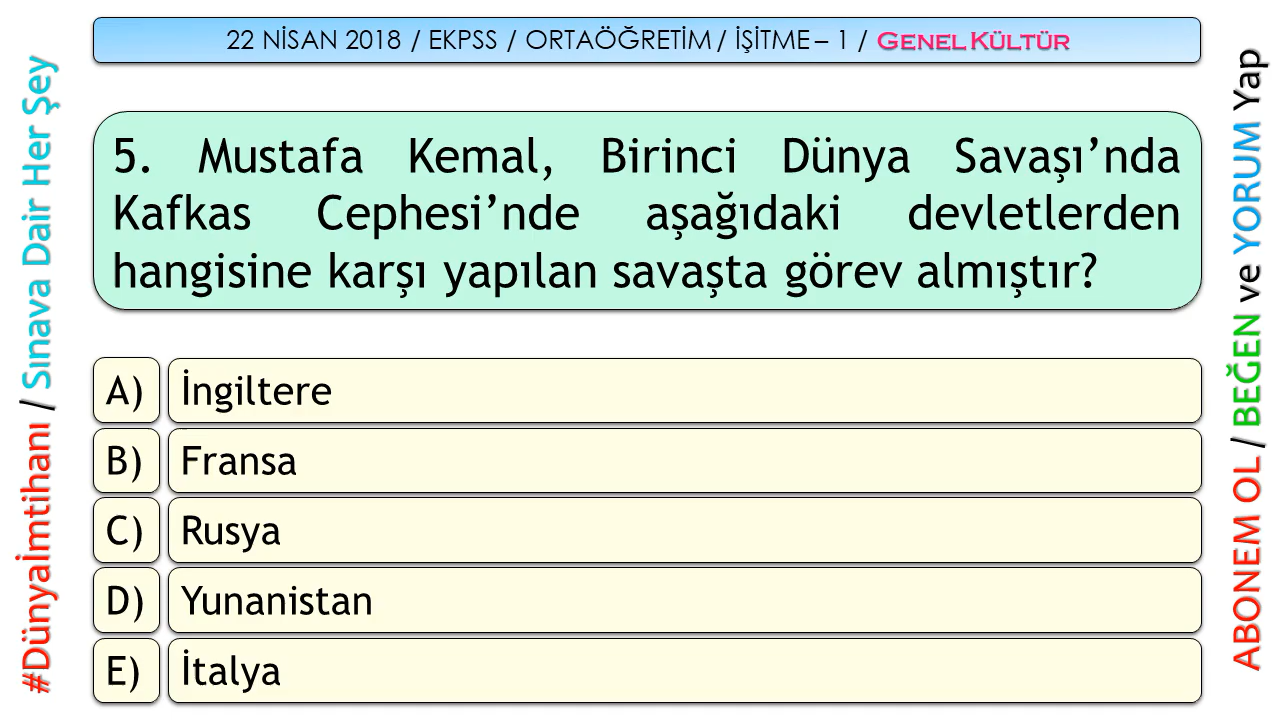 22 NİSAN 2018 / EKPSS / ORTAÖĞRETİM / İŞİTME – 1 / GENEL KÜLTÜR
5. Mustafa Kemal, Birinci Dünya Savaşı’nda
Kafkas Cephesi’nde aşağıdaki devletlerden
hangisine karşı yapılan savaşta görev almıştır?
A) İngiltere
B) Fransa
C) Rusya
D) Yunanistan
E) İtalya
#Dünyaİmtihanı / Sınava Dair Her Şey
ABONEM OL / BEĞEN ve YORUM Yap